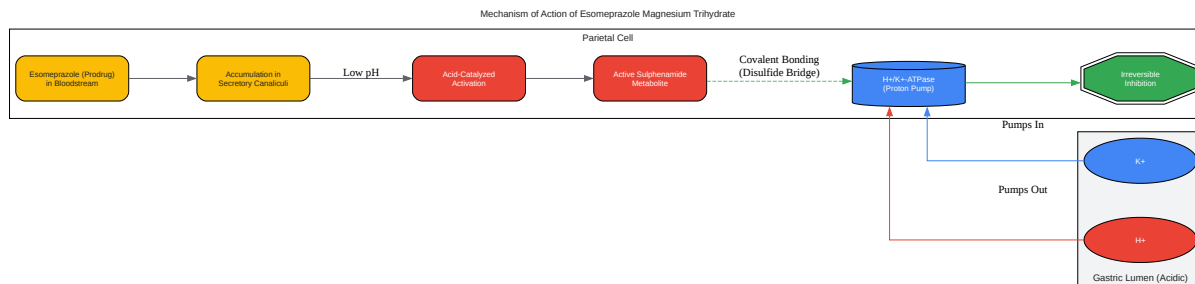 Mechanism of Action of Esomeprazole Magnesium Trihydrate
Parietal Cell
Esomeprazole (Prodrug)
in Bloodstream
Accumulation in
Secretory Canaliculi
Low pH
Acid-Catalyzed
Activation
Active Sulphenamide
Metabolite
Covalent Bonding
(Disulfide Bridge)
H+/K+-ATPase
(Proton Pump)
Irreversible
Inhibition
Pumps In
K+
Pumps Out
H+
Gastric Lumen (Acidic)